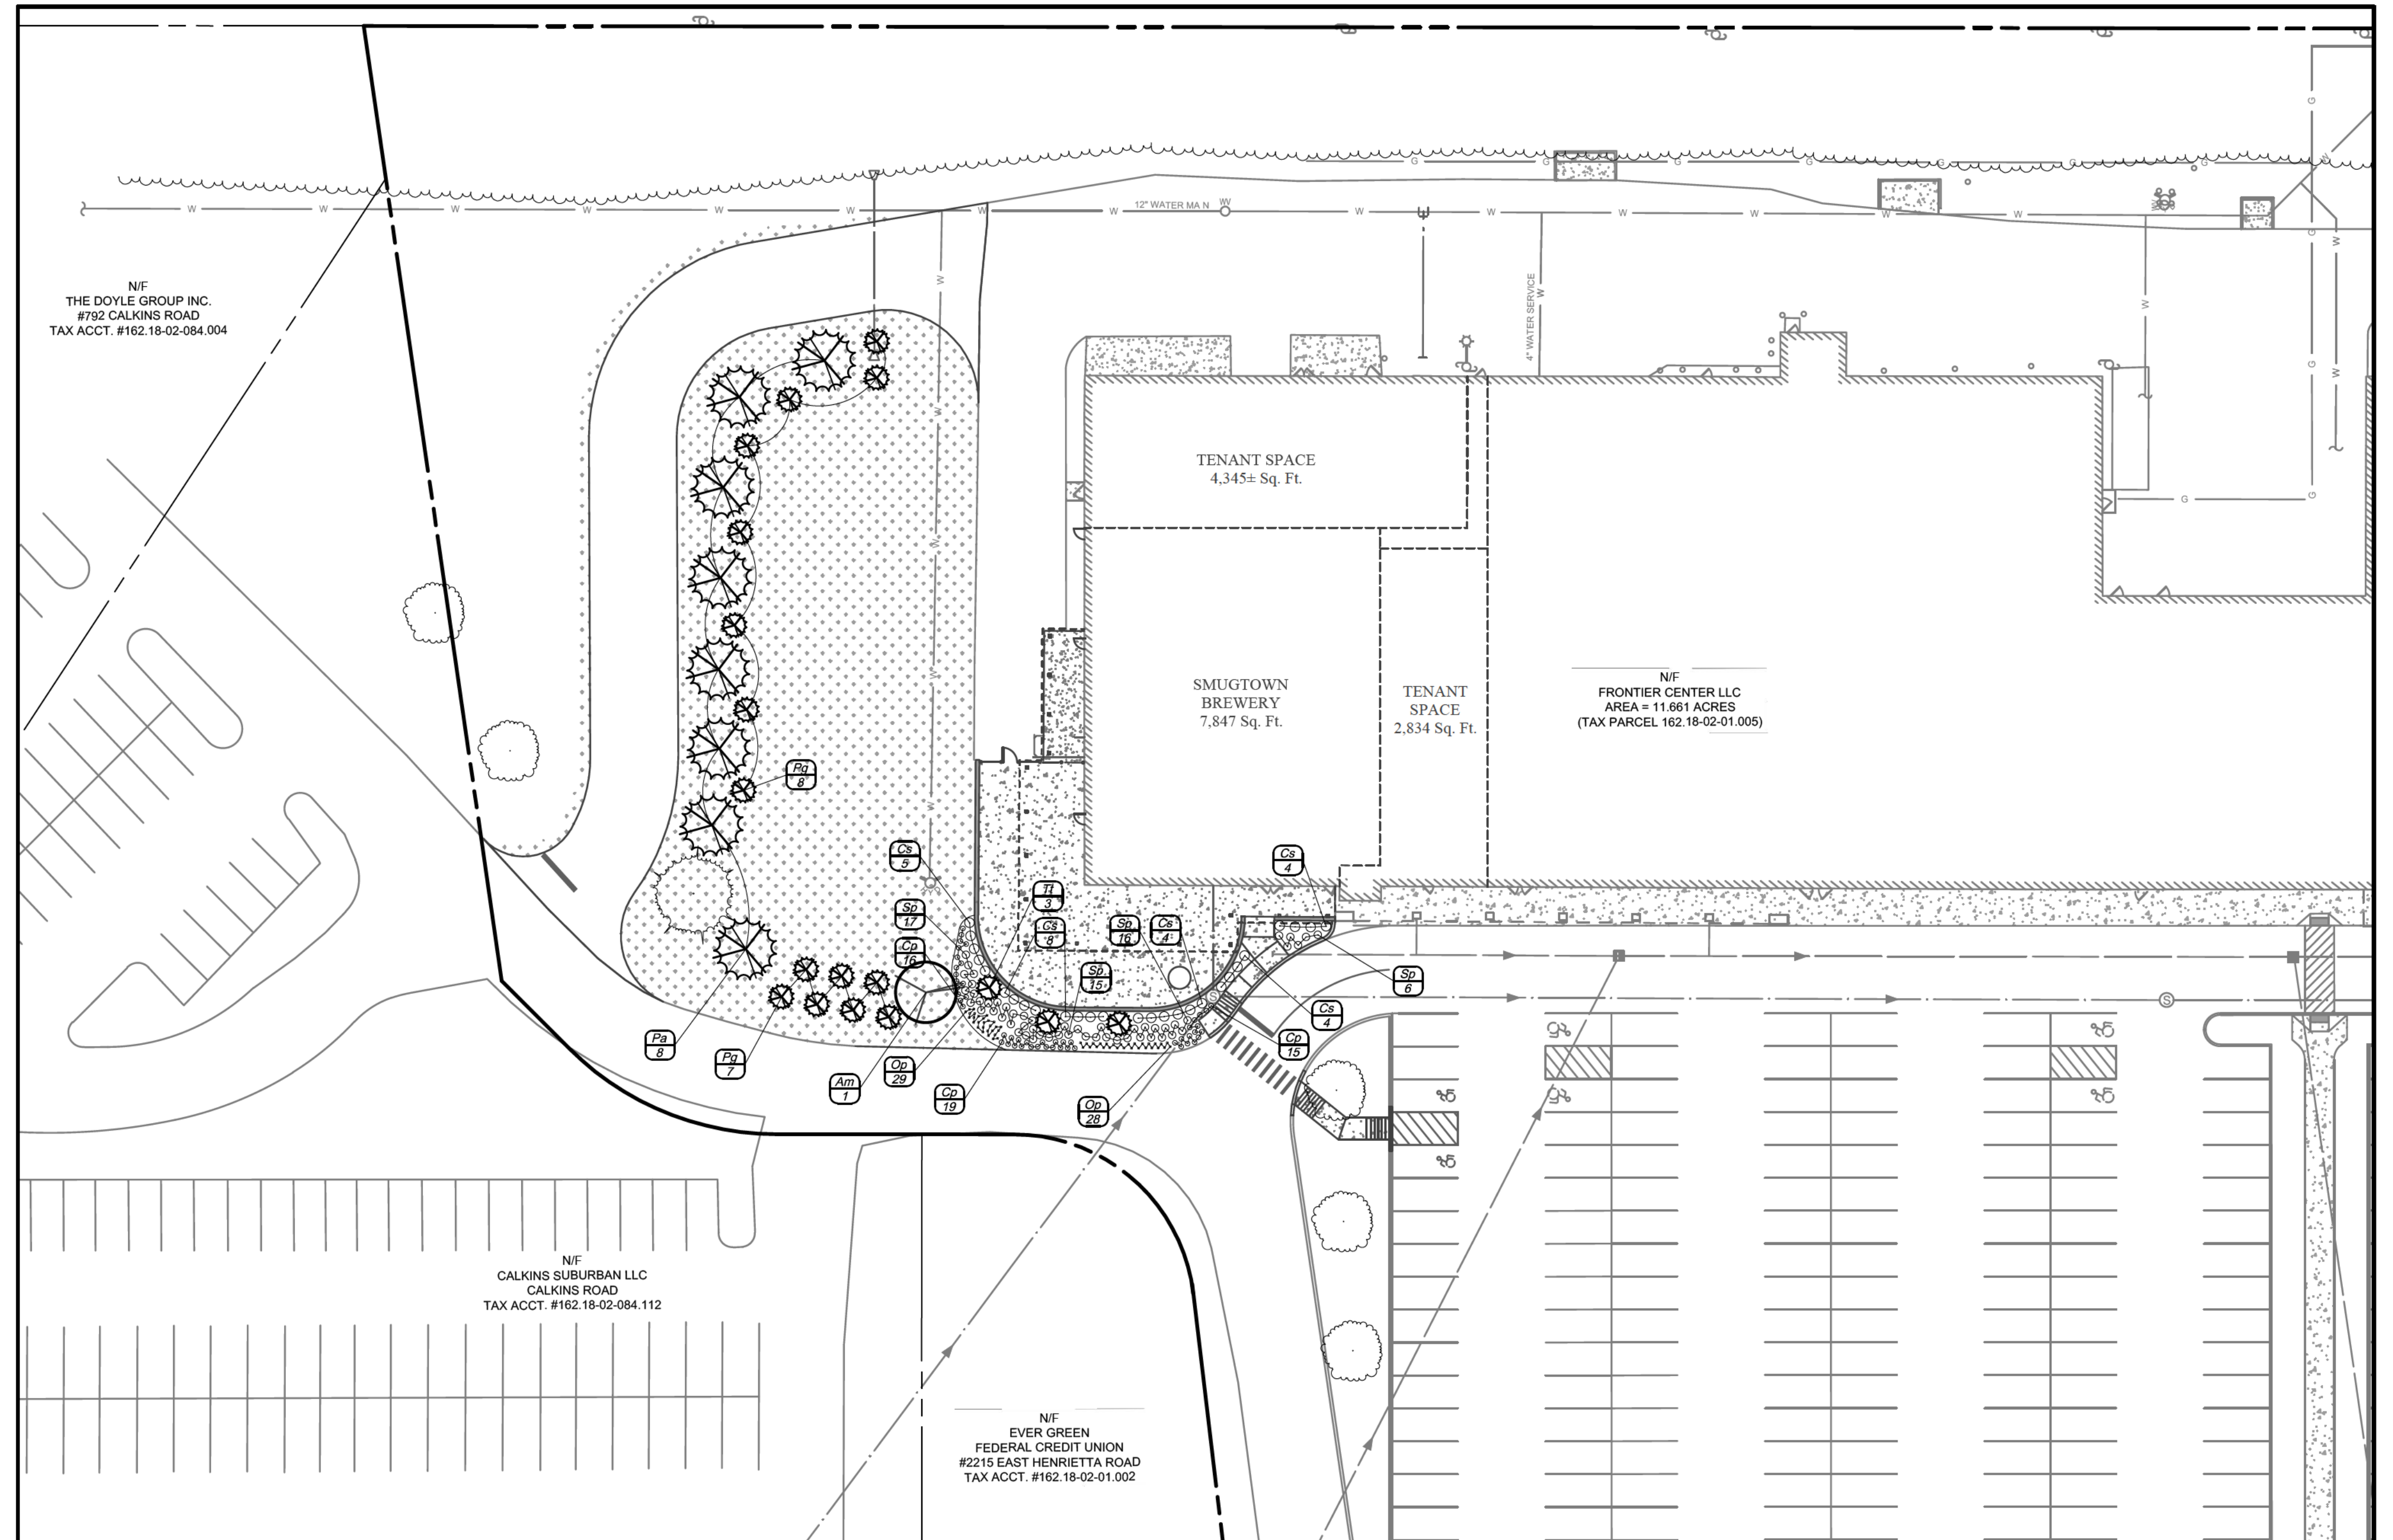 12" WATER MA N
WV
W
G
4" WATER SERVICE
W
WV
N/F
THE DOYLE GROUP INC.
#792 CALKINS ROAD
TAX ACCT. #162.18-02-084.004
TENANT SPACE
4,345± Sq. Ft.
SMUGTOWN
BREWERY
7,847 Sq. Ft.
TENANT
SPACE
2,834 Sq. Ft.
N/F
FRONTIER CENTER LLC
AREA = 11.661 ACRES
(TAX PARCEL 162.18-02-01.005)
Pg
8
Cs
5
Cs
4
Sp
17
3
Cs
8
Sp
16
Cs
4
Cp
16
Sp
15
Sp
6
Cs
4
Cp
15
Pa
8
Pg
7
Am
1
Op
29
Cp
19
Op
28
S
S
N/F
CALKINS SUBURBAN LLC
CALKINS ROAD
TAX ACCT. #162.18-02-084.112
N/F
EVER GREEN
FEDERAL CREDIT UNION
#2215 EAST HENRIETTA ROAD
TAX ACCT. #162.18-02-01.002